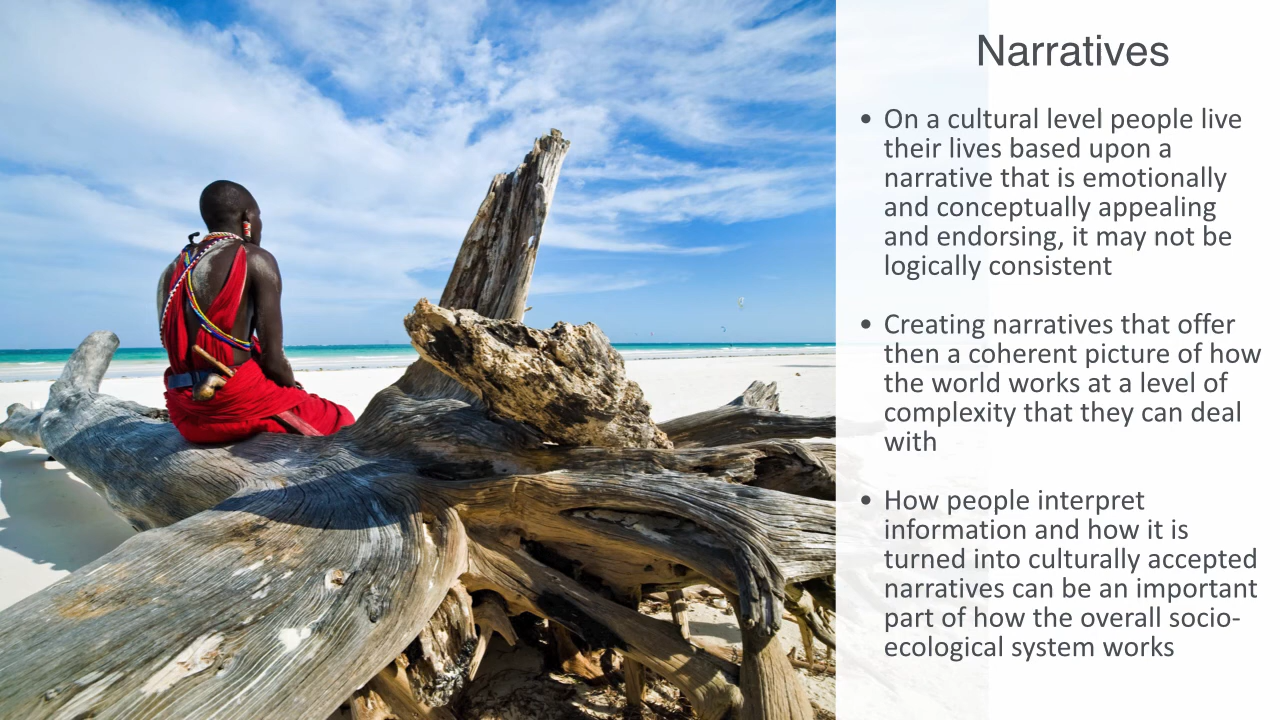 Narratives
• On a cultural level people live
their lives based upon a
narrative that is emotionally
and conceptually appealing
and endorsing, it may not be
logically consistent
• Creating narratives that offer
then a coherent picture of how
the world works at a level of
complexity that they can deal
with
• How people interpret
information and how it is
turned into culturally accepted
narratives can be an important
part of how the overall socio-
ecological system works